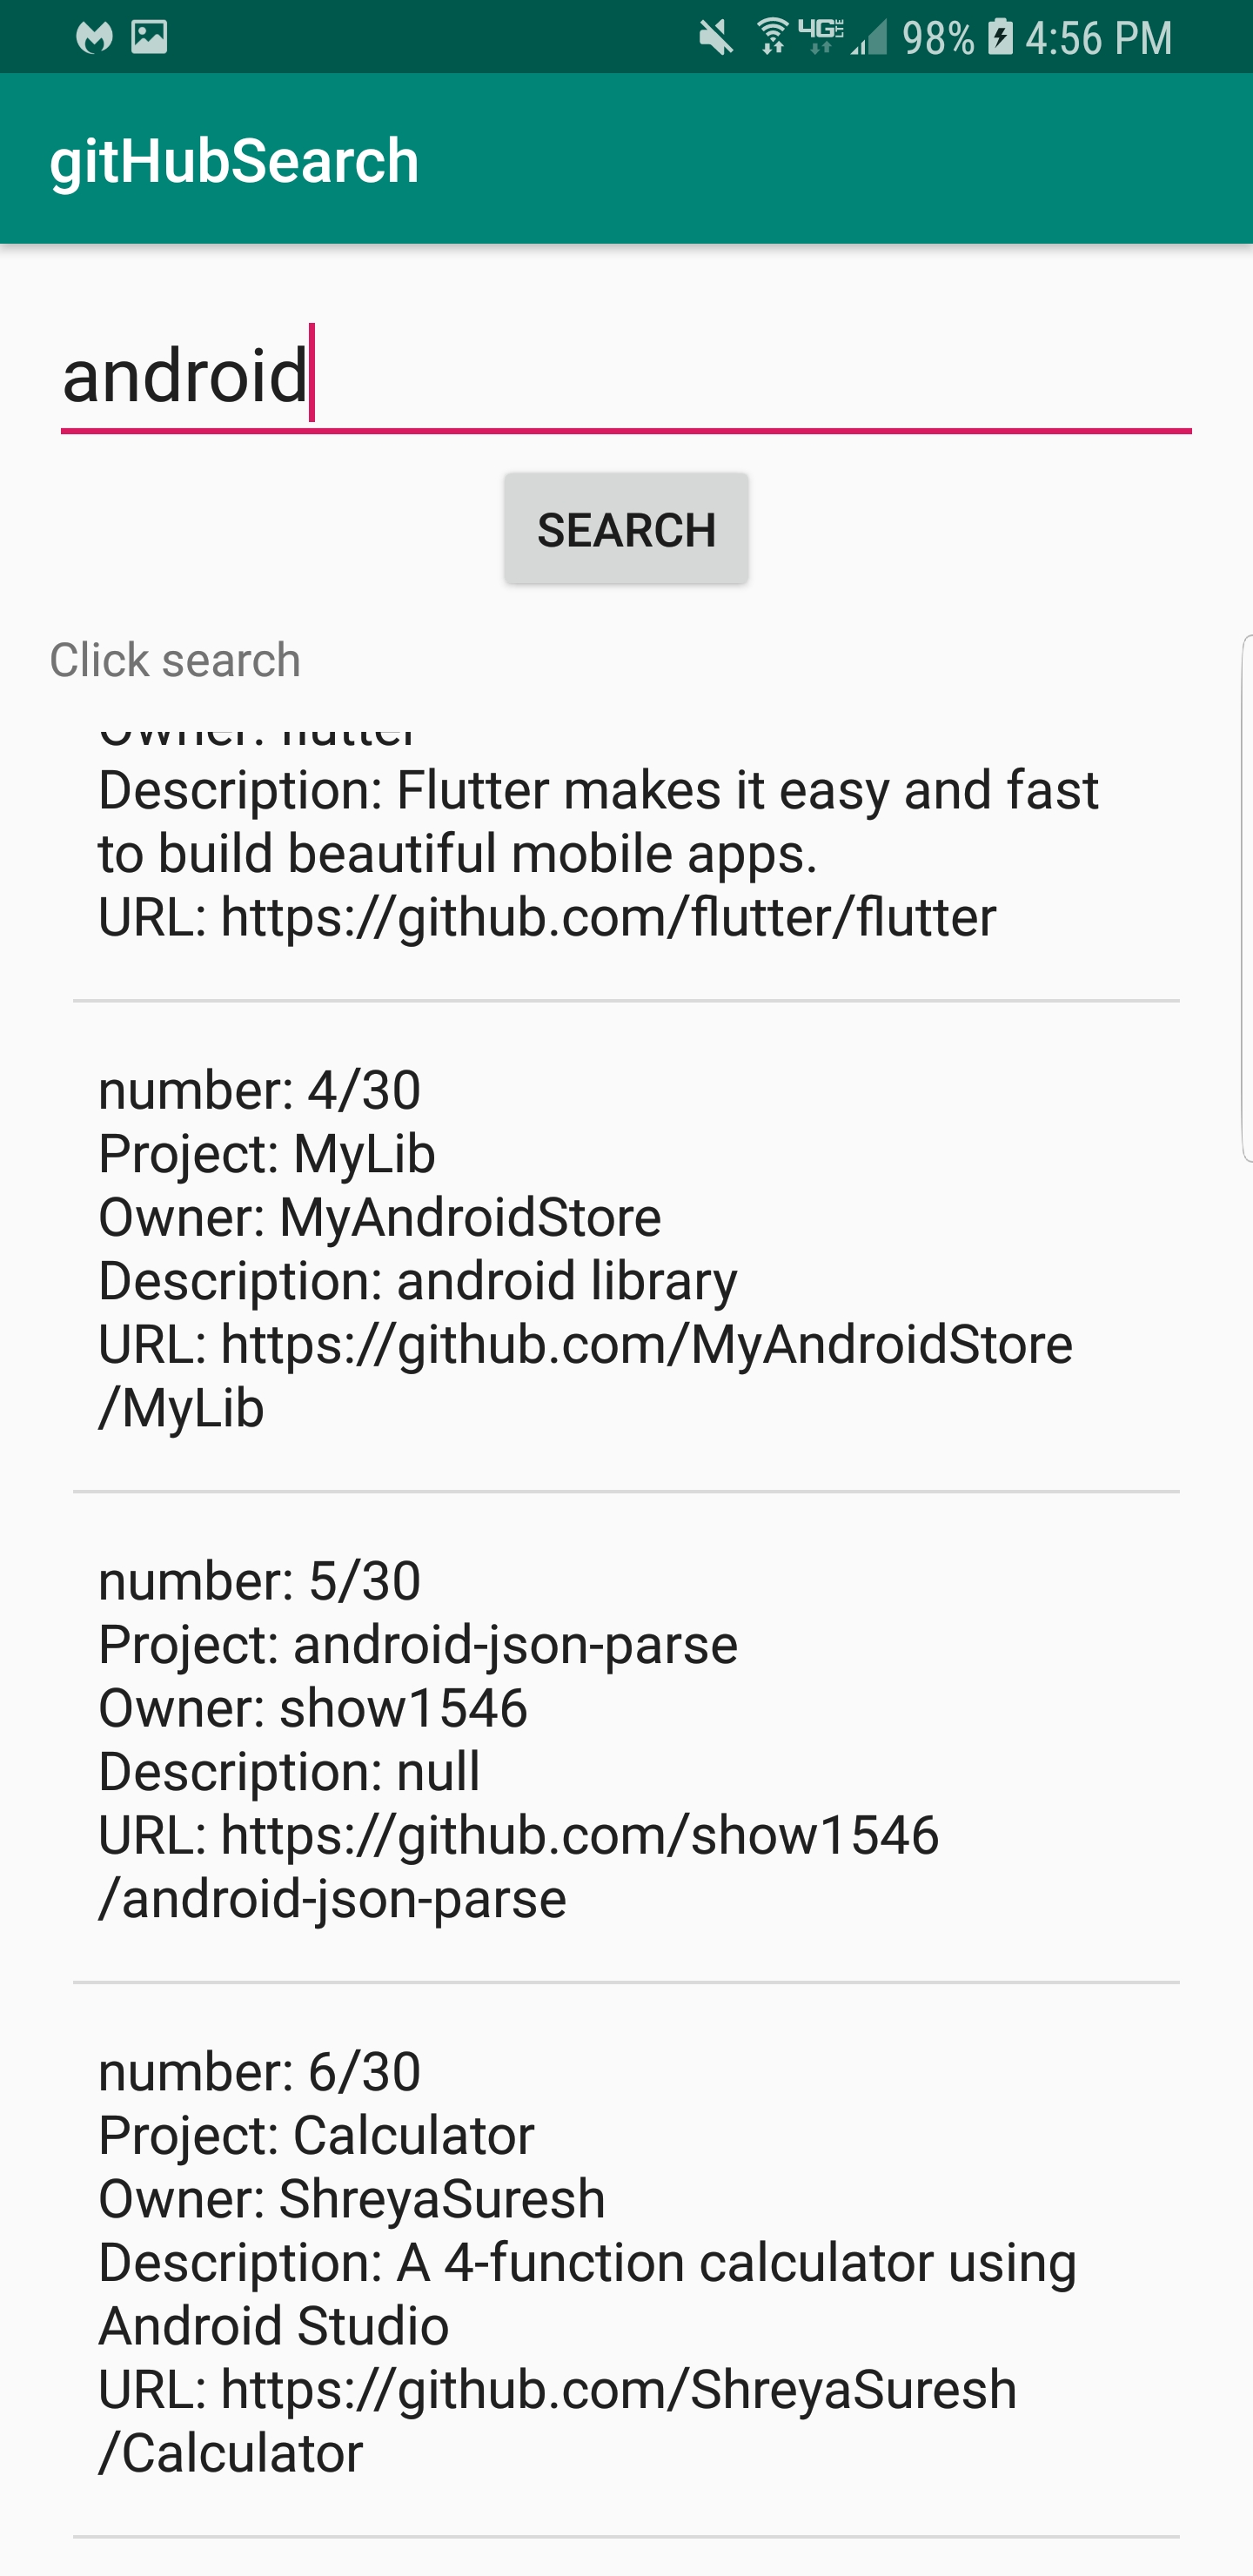 4G LTE 98% 4:56 PM
gitHubSearch
android
SEARCH
Click search
Owner: flutter
Description: Flutter makes it easy and fast
to build beautiful mobile apps.
URL: https://github.com/flutter/flutter
number: 4/30
Project: MyLib
Owner: MyAndroidStore
Description: android library
URL: https://github.com/MyAndroidStore
/MyLib
number: 5/30
Project: android-json-parse
Owner: show1546
Description: null
URL: https://github.com/show1546
/android-json-parse
number: 6/30
Project: Calculator
Owner: ShreyaSuresh
Description: A 4-function calculator using
Android Studio
URL: https://github.com/ShreyaSuresh
/Calculator